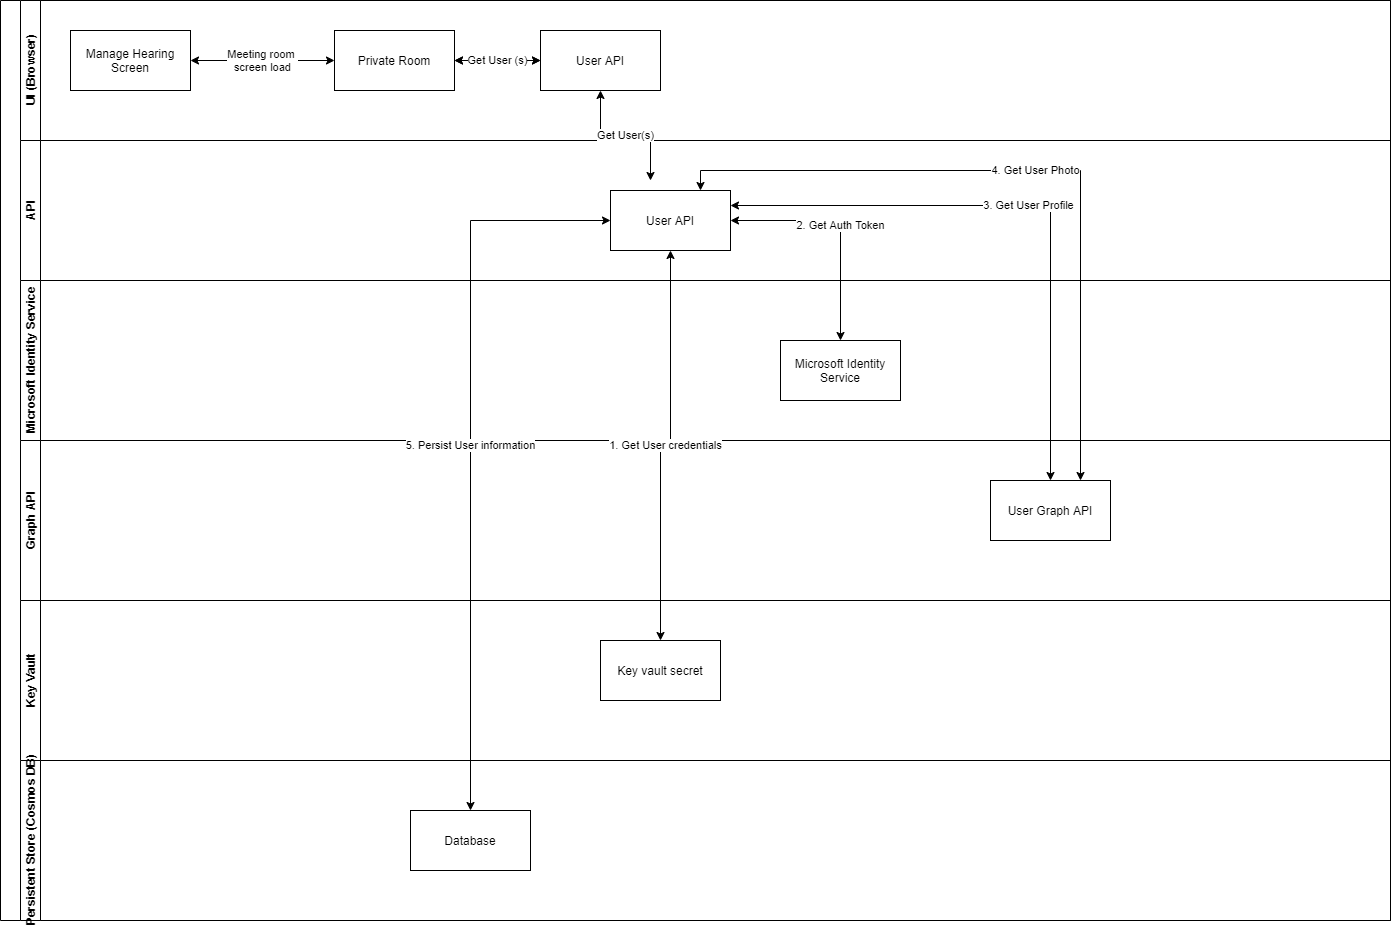 UI (Browser)
Manage Hearing
Screen
Meeting room
screen load
Private Room
Get User (s)
User API
Get User(s)
API
User API
4. Get User Photo
3. Get User Profile
2. Get Auth Token
Microsoft Identity Service
Microsoft Identity
Service
5. Persist User information
1. Get User credentials
Graph API
User Graph API
Key Vault
Key vault secret
Persistent Store (Cosmos DB)
Database